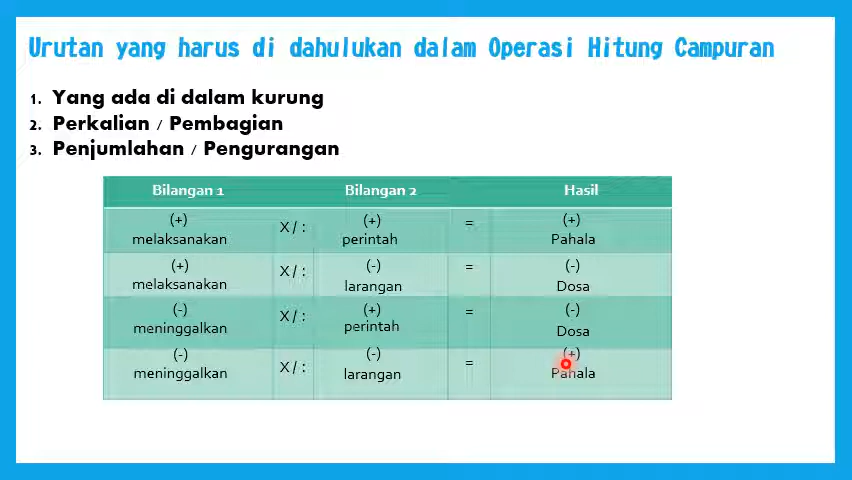 Urutan yang harus di dahulukan dalam Operasi Hitung Campuran
1. Yang ada di dalam kurung
2. Perkalian / Pembagian
3. Penjumlahan / Pengurangan
Bilangan 1 Bilangan 2 Hasil
(+) X / : (+) = (+)
melaksanakan perintah Pahala
(+) X / : (-) = (-)
melaksanakan larangan Dosa
(-) X / : (+) = (-)
meninggalkan perintah Dosa
(-) X / : (-) = (+)
meninggalkan larangan Pahala